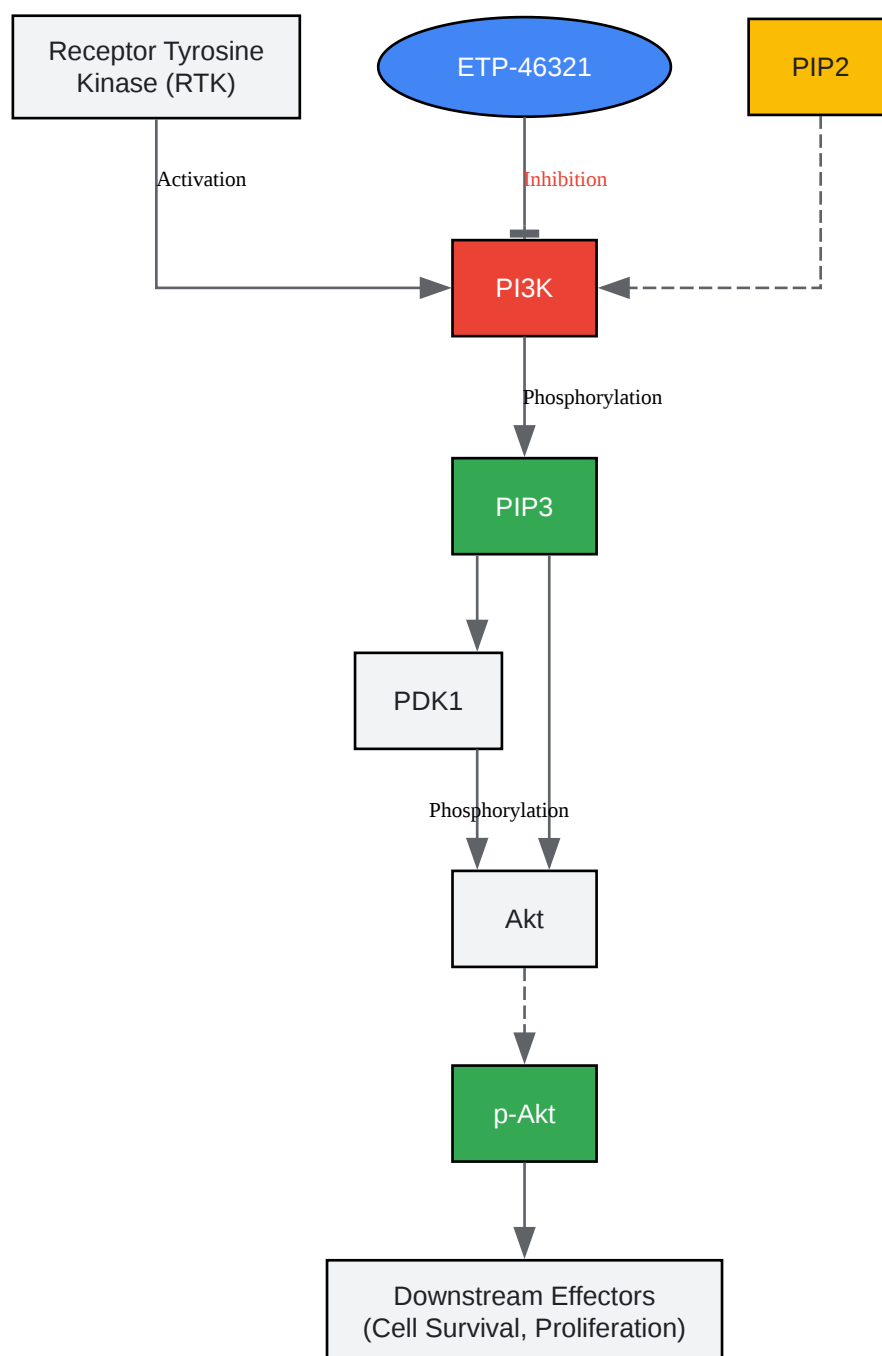 Receptor Tyrosine
Kinase (RTK)
ETP-46321
PIP2
Activation
Inhibition
PI3K
Phosphorylation
PIP3
PDK1
Phosphorylation
Akt
p-Akt
Downstream Effectors
(Cell Survival, Proliferation)